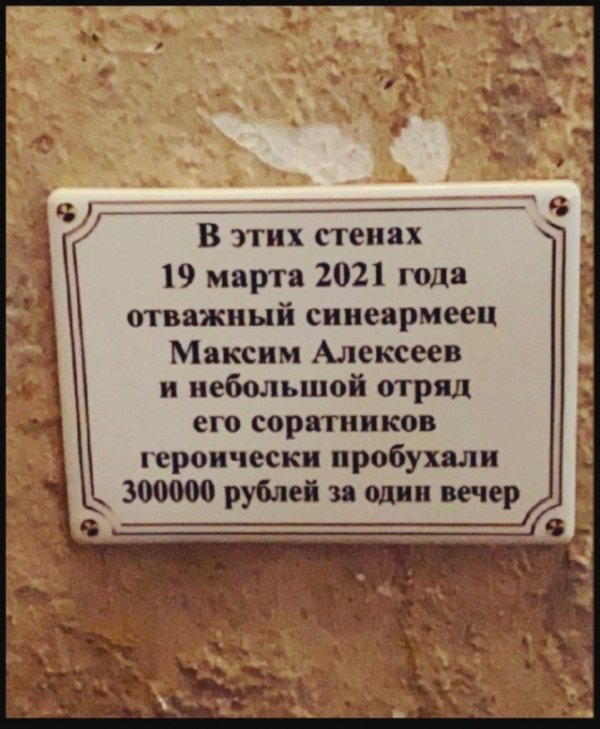 В этих стенах
19 марта 2021 года
отважный синеармеец
Максим Алексеев
и небольшой отряд
его соратников
героически пробухали
300000 рублей за один вечер